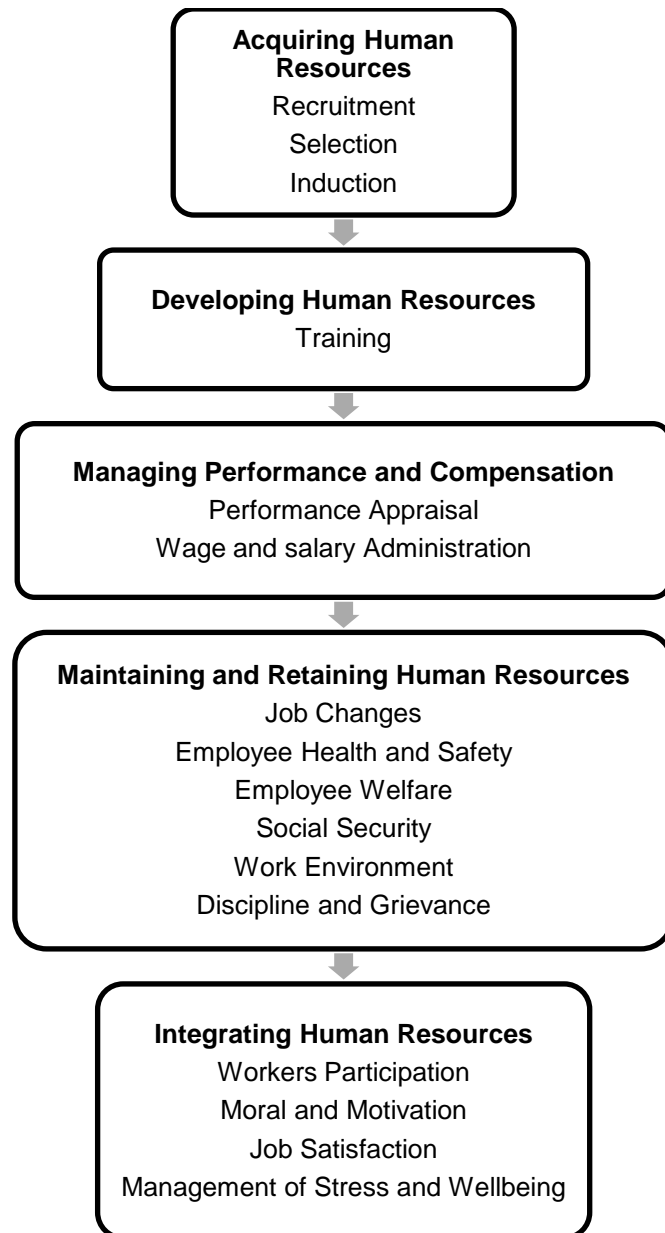 Acquiring Human
Resources
Recruitment
Selection
Induction
Developing Human Resources
Training
Managing Performance and Compensation
Performance Appraisal
Wage and salary Administration
Maintaining and Retaining Human Resources
Job Changes
Employee Health and Safety
Employee Welfare
Social Security
Work Environment
Discipline and Grievance
Integrating Human Resources
Workers Participation
Moral and Motivation
Job Satisfaction
Management of Stress and Wellbeing